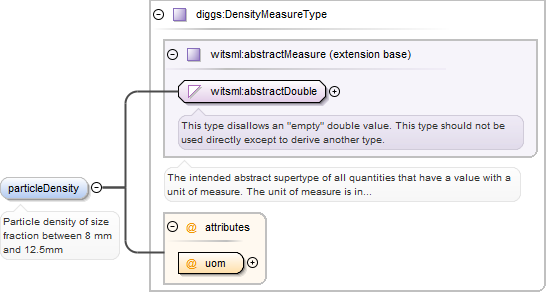 diggs:DensityMeasureType
witsml:abstractMeasure (extension base)
witsml:abstractDouble
This type disallows an "empty" double value. This type should not be
used directly except to derive another type.
The intended abstract supertype of all quantities that have a value with a
unit of measure. The unit of measure is in...
particleDensity
Particle density of size
fraction between 8 mm
and 12.5mm
@ attributes
@ uom